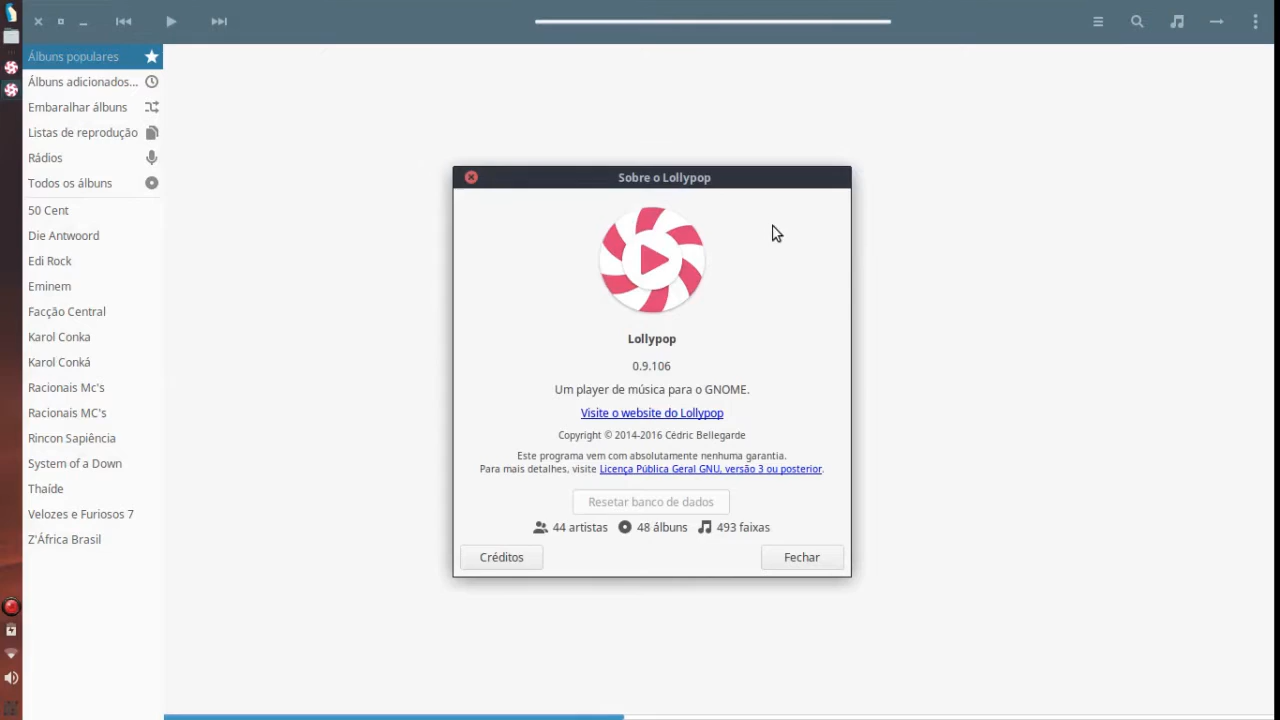 Álbuns populares
Álbuns adicionados...
Embaralhar álbuns
Listas de reprodução
Rádios
Todos os álbuns
50 Cent
Die Antwoord
Edi Rock
Eminem
Facção Central
Karol Conka
Karol Conká
Racionais Mc's
Racionais MC's
Rincon Sapiência
System of a Down
Thaíde
Velozes e Furiosos 7
Z'África Brasil
Sobre o Lollypop
Lollypop
0.9.106
Um player de música para o GNOME.
Visite o website do Lollypop
Copyright © 2014-2016 Cédric Bellegarde
Este programa vem com absolutamente nenhuma garantia.
Para mais detalhes, visite Licença Pública Geral GNU, versão 3 ou posterior.
Resetar banco de dados
44 artistas 48 álbuns 493 faixas
Créditos Fechar